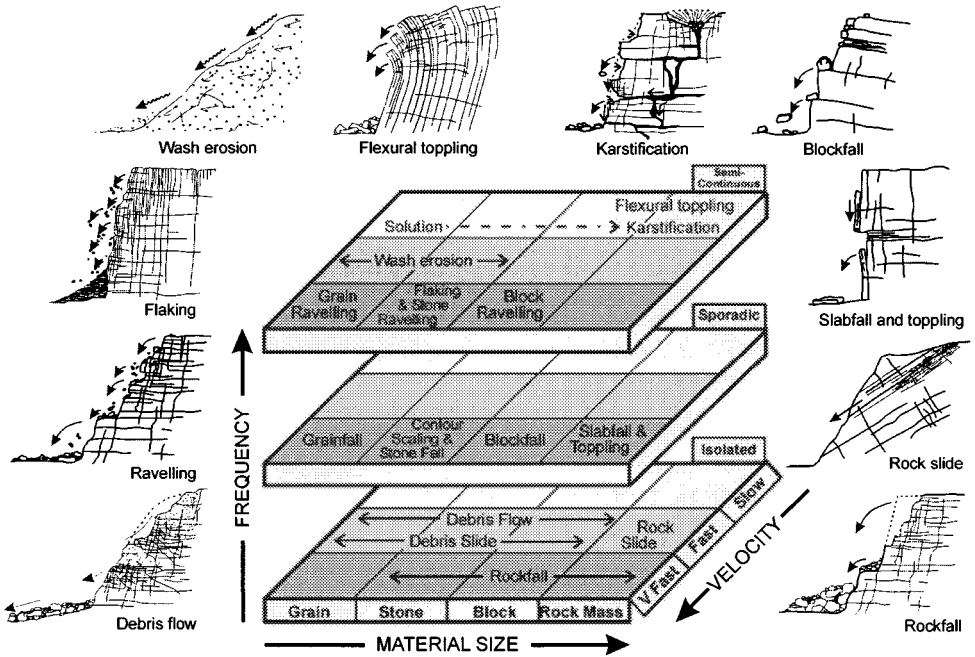 Wash erosion
Flexural toppling
Karstification
Blockfall
Semi-
Continuous
Flexural toppling
Solution
Karstification
Wash erosion
Grain
Ravelling
Flaking
& Stone
Ravelling
Block
Ravelling
Flaking
Slabfall and toppling
Sporadic
Grainfall
Contour
Scaling &
Stone Fall
Blockfall
Slabfall &
Toppling
Ravelling
Rock slide
FREQUENCY
Isolated
Debris Flow
Debris Slide
Rock
Slide
Rockfall
Slow
Fast
V Fast
VELOCITY
Grain
Stone
Block
Rock Mass
MATERIAL SIZE
Debris flow
Rockfall